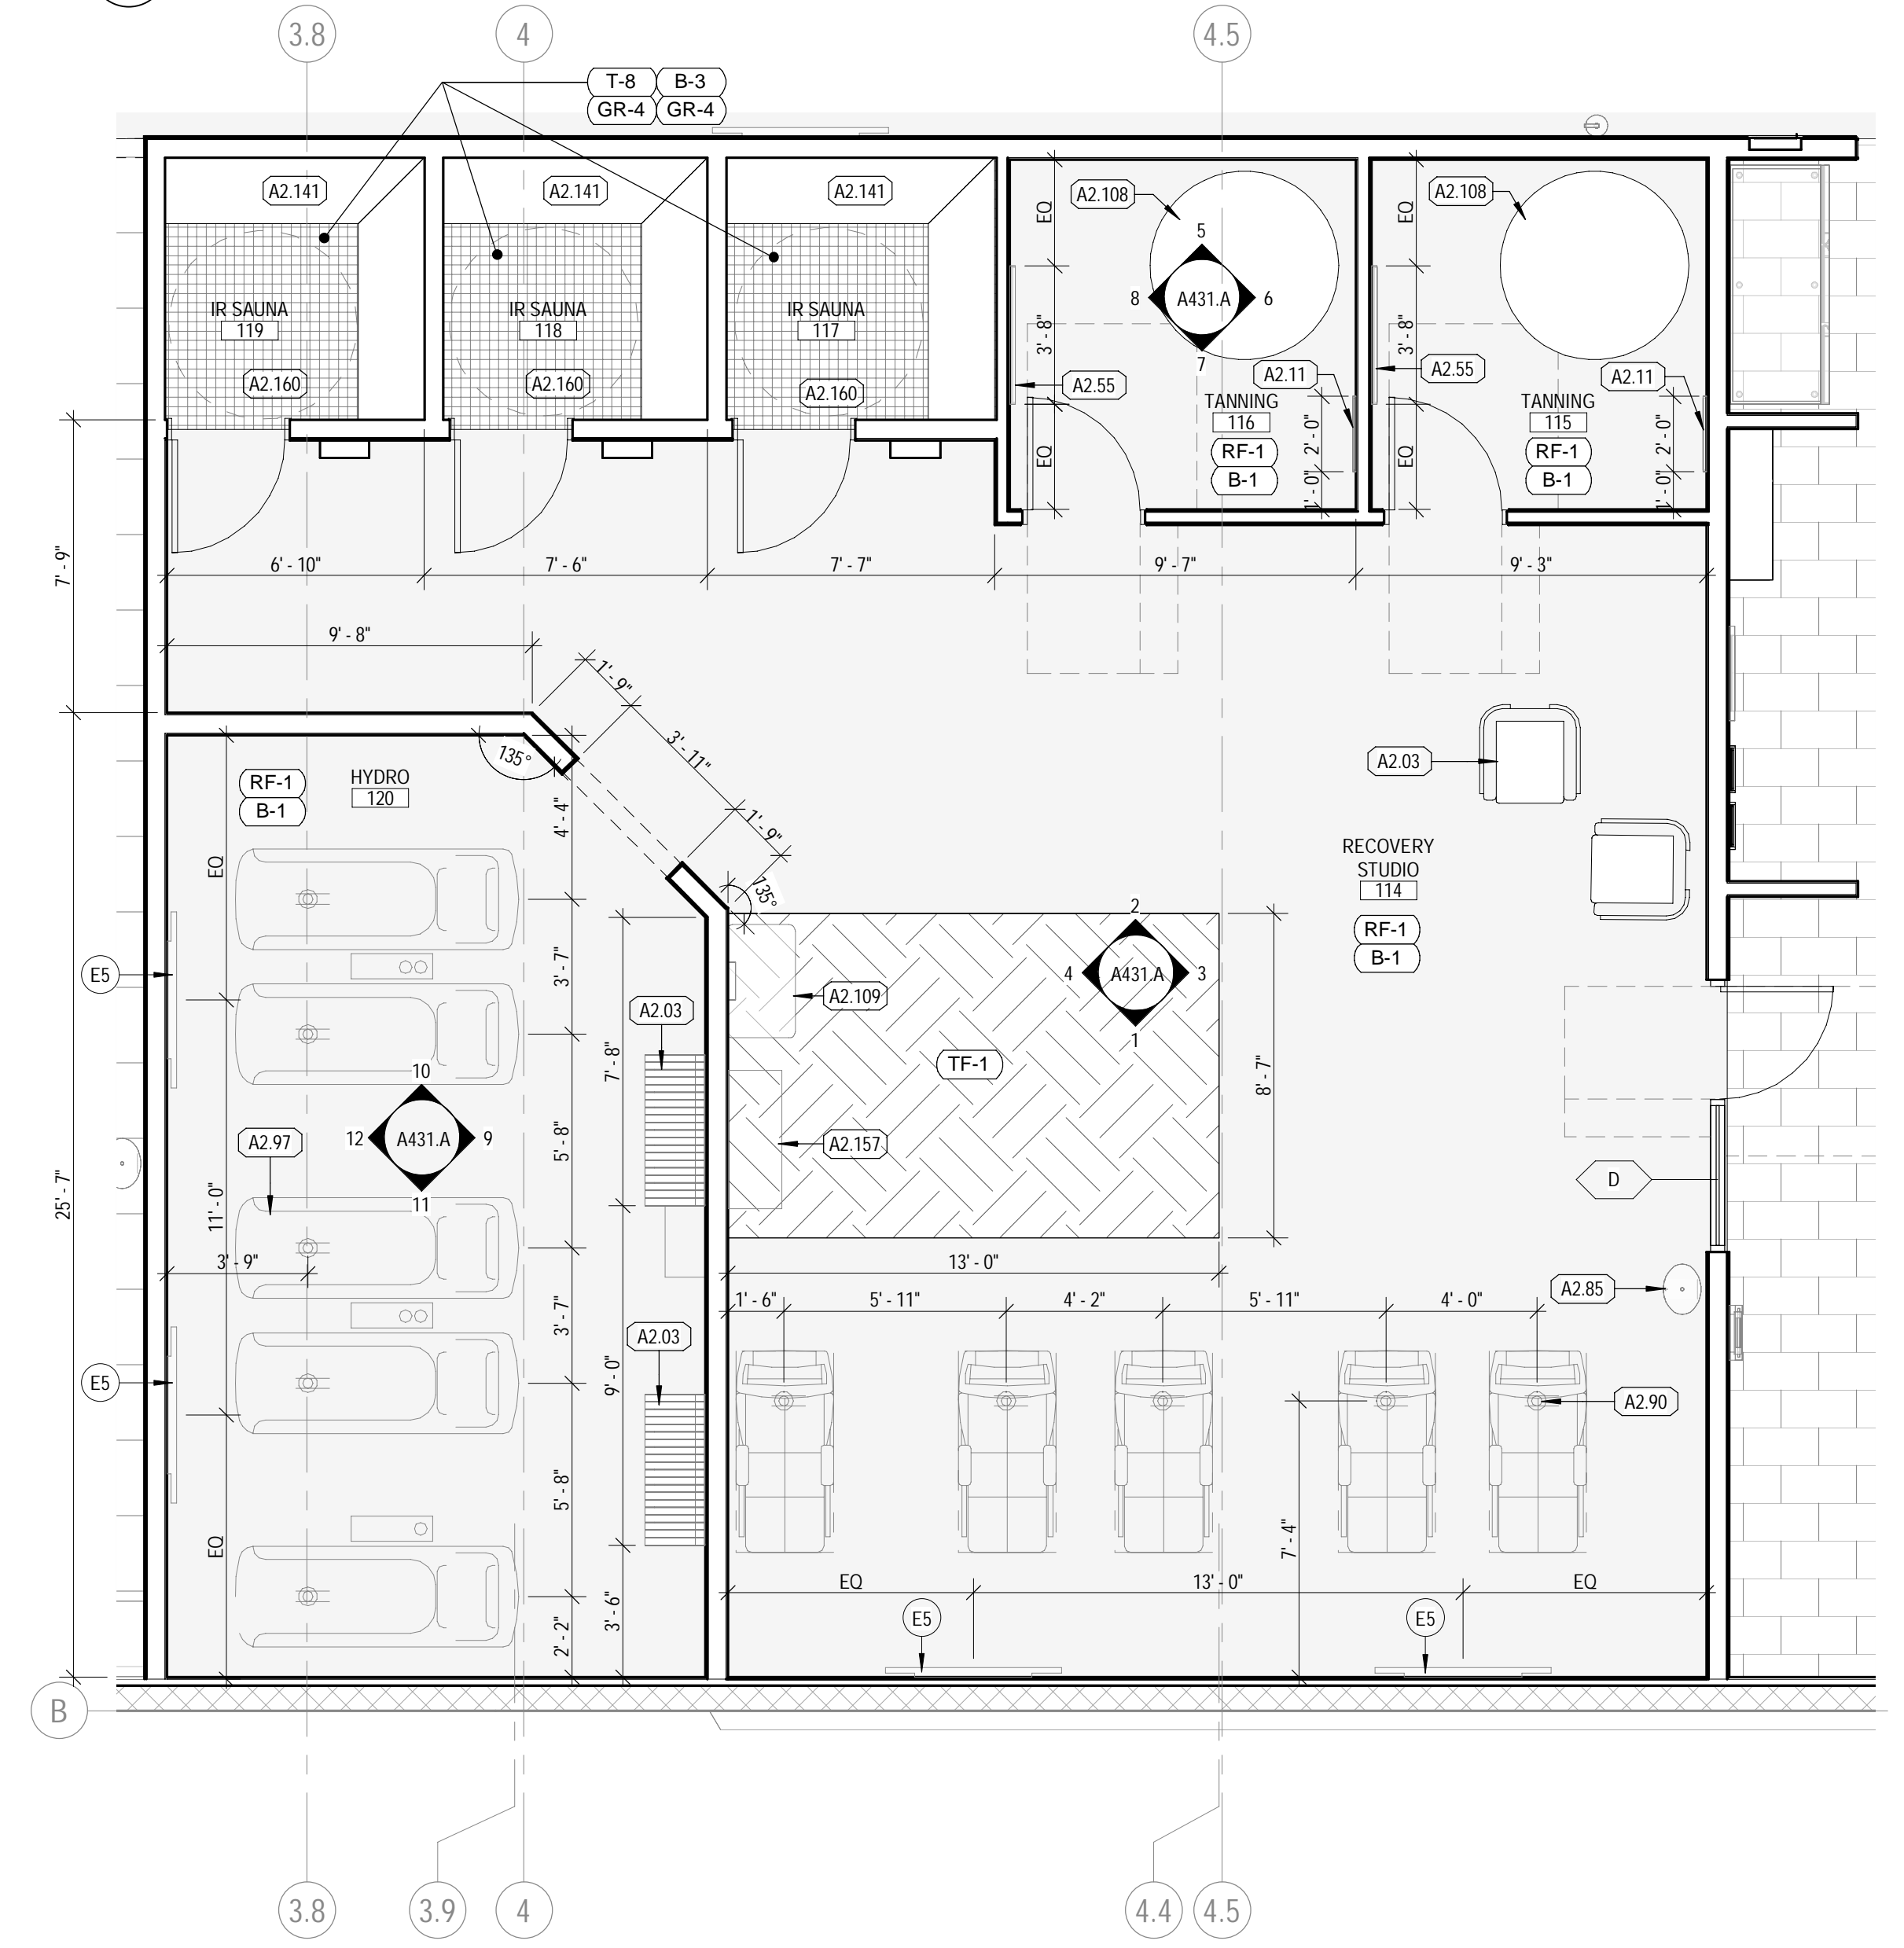 3.8
4
4.5
T-8 B-3
GR-4 GR-4
A2.141
A2.141
A2.141
A2.108
A2.108
EQ
EQ
5
8 A431.A 6
7
IR SAUNA
119
IR SAUNA
118
IR SAUNA
117
3' - 8"
3' - 8"
A2.160
A2.160
A2.160
A2.55
A2.11
A2.55
A2.11
TANNING
116
RF-1
B-1
TANNING
115
RF-1
B-1
EQ
2' - 0"
1' - 0"
EQ
2' - 0"
1' - 0"
7' - 9"
6' - 10"
7' - 6"
7' - 7"
9' - 7"
9' - 3"
9' - 8"
1' - 9"
3' - 11"
1' - 9"
135°
135°
RF-1
B-1
HYDRO
120
4' - 4"
EQ
A2.03
RECOVERY
STUDIO
114
RF-1
B-1
E5
3' - 7"
A2.03
A2.109
2
4 A431.A 3
1
TF-1
7' - 8"
8' - 7"
10
12 A431.A 9
11
A2.97
5' - 8"
A2.157
D
25' - 7"
11' - 0"
3' - 9"
13' - 0"
A2.85
1' - 6"
5' - 11"
4' - 2"
5' - 11"
4' - 0"
3' - 7"
A2.03
E5
9' - 0"
A2.90
5' - 8"
EQ
7' - 4"
EQ
13' - 0"
EQ
3' - 6"
2' - 2"
E5
E5
B
3.8
3.9
4
4.4
4.5